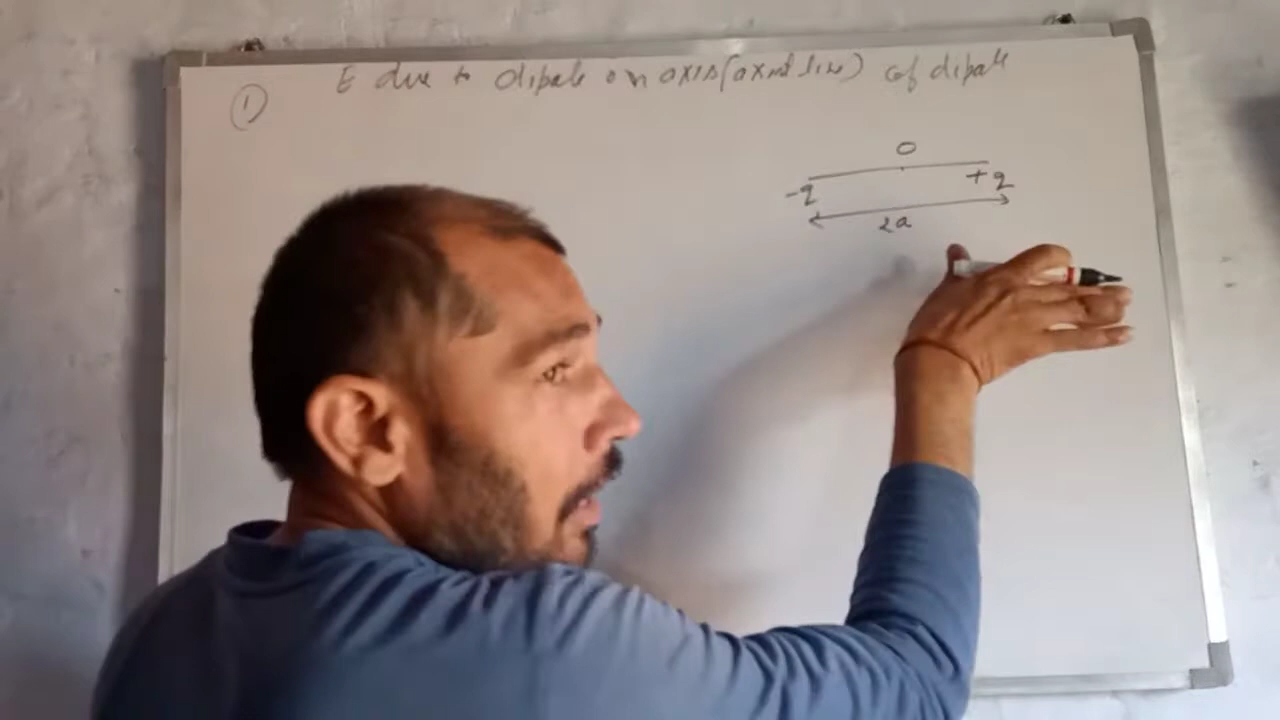 ① E due to dipole on axis (axial line) of dipole
O
-q +q
2a